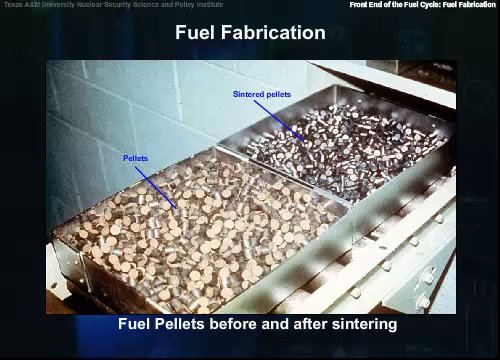 Texas A&M University Nuclear Security Science and Policy Institute
Front End of the Fuel Cycle: Fuel Fabrication
Fuel Fabrication
Sintered pellets
Pellets
Fuel Pellets before and after sintering